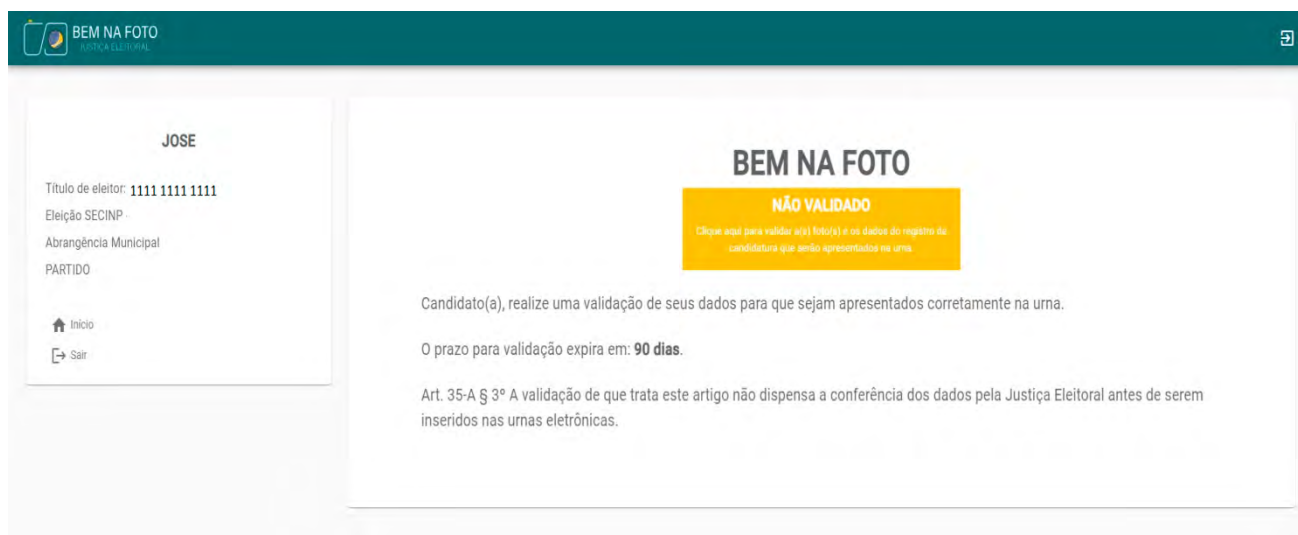 BEM NA FOTO
JUSTIÇA ELEITORAL
JOSE
Título de eleitor: 1111 1111 1111
Eleição SECINP
Abrangência Municipal
PARTIDO
Início
Sair
BEM NA FOTO
NÃO VALIDADO
Clique aqui para validar a(s) foto(s) e os dados do registro da
candidatura que serão apresentados na urna.
Candidato(a), realize uma validação de seus dados para que sejam apresentados corretamente na urna.
O prazo para validação expira em: 90 dias.
Art. 35-A § 3º A validação de que trata este artigo não dispensa a conferência dos dados pela Justiça Eleitoral antes de serem
inseridos nas urnas eletrônicas.